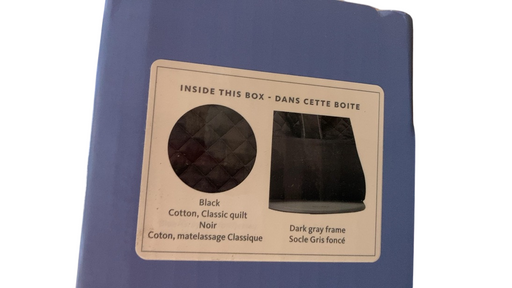 INSIDE THIS BOX - DANS CETTE BOITE
Black
Cotton, Classic quilt
Noir
Coton, matelassage Classique
Dark gray frame
Socle Gris foncé